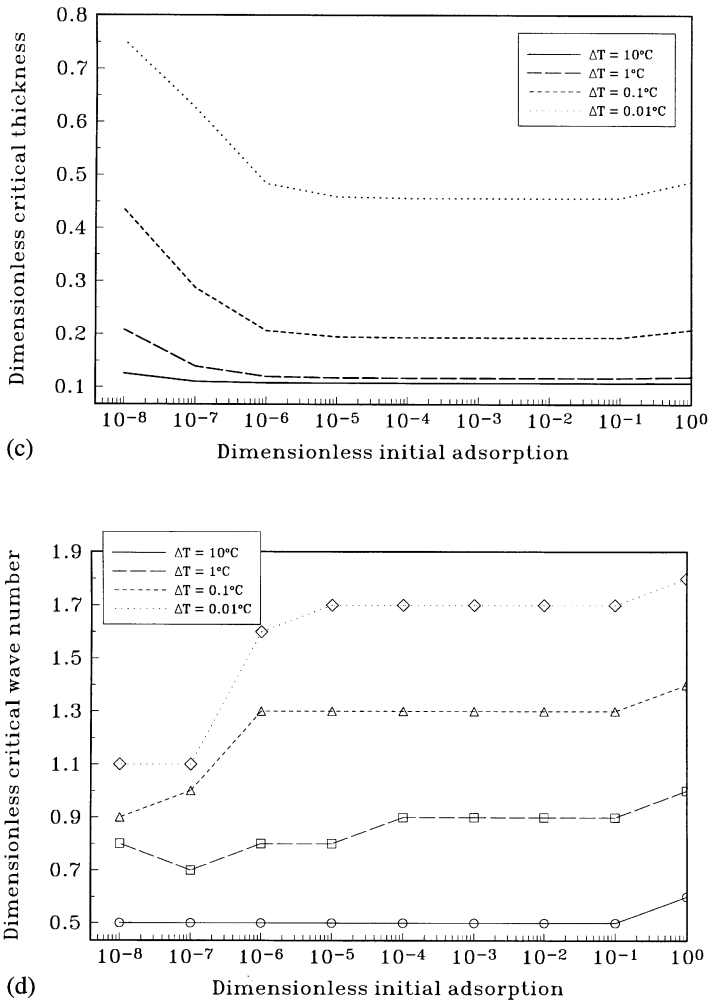 Dimensionless critical thickness
0.8
0.7
0.6
0.5
0.4
0.3
0.2
0.1
ΔT = 10°C
ΔT = 1°C
ΔT = 0.1°C
ΔT = 0.01°C
10⁻⁸ 10⁻⁷ 10⁻⁶ 10⁻⁵ 10⁻⁴ 10⁻³ 10⁻² 10⁻¹ 10⁰
(c)
Dimensionless initial adsorption
Dimensionless critical wave number
1.9
1.7
1.5
1.3
1.1
0.9
0.7
0.5
ΔT = 10°C
ΔT = 1°C
ΔT = 0.1°C
ΔT = 0.01°C
10⁻⁸ 10⁻⁷ 10⁻⁶ 10⁻⁵ 10⁻⁴ 10⁻³ 10⁻² 10⁻¹ 10⁰
(d)
Dimensionless initial adsorption